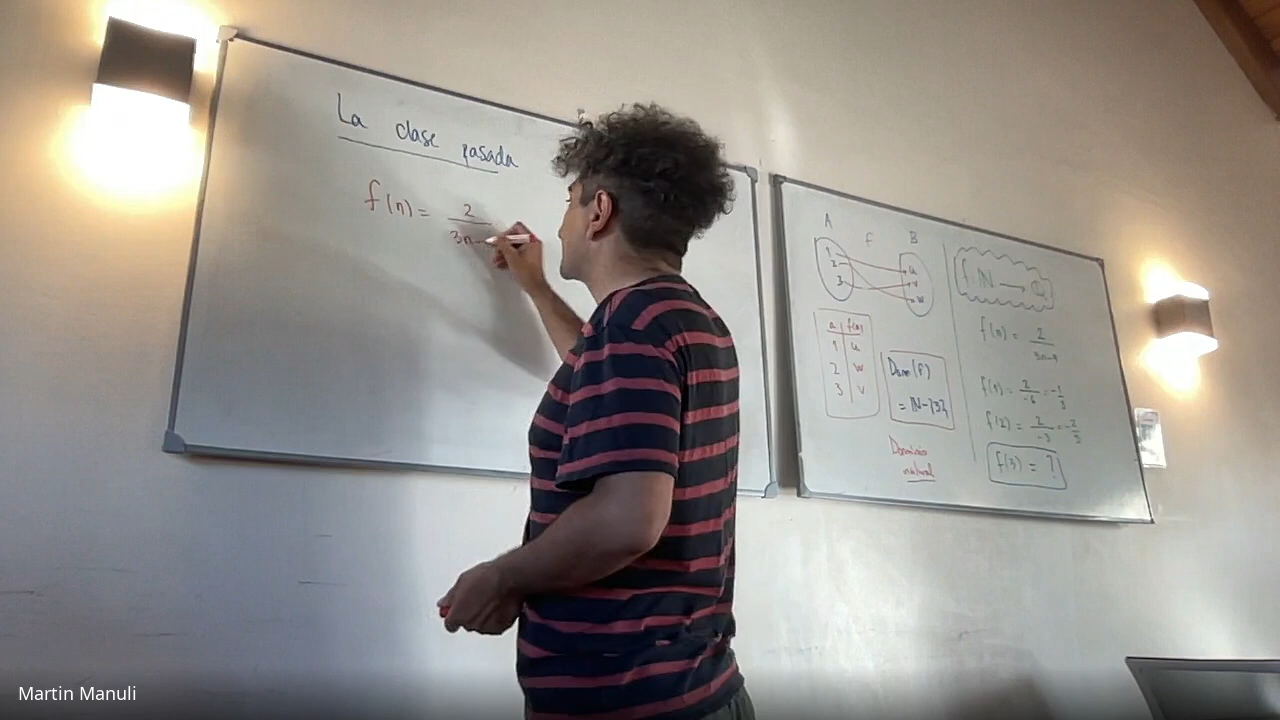 La clase pasada
f(n) = 2
3n-
A f B
1
2
3
u
v
w
a | f(a)
1 | u
2 | w
3 | v
Dom(f)
= ℕ-{3}
Dominio
natural
f: ℕ → ℚ
f(n) = 2
3n-9
f(1) = 2/-6 = -1/3
f(2) = 2/-3 = -2/3
f(3) = ?
Martin Manuli